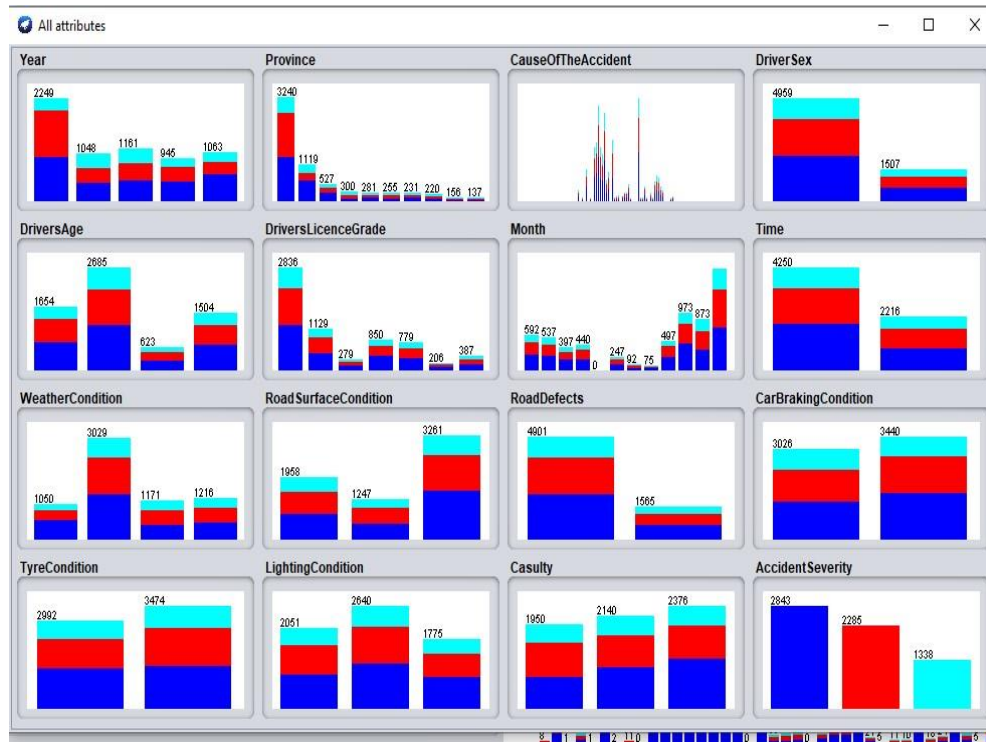 All attributes
Year Province CauseOfTheAccident DriverSex
2249 1048 1161 945 1063
3240 1119 527 300 281 255 231 220 156 137
4959 1507
DriversAge DriversLicenceGrade Month Time
1654 2685 623 1504
2836 1129 279 850 779 206 387
592 537 397 440 0 247 92 75 497 973 873
4250 2216
WeatherCondition RoadSurfaceCondition RoadDefects CarBrakingCondition
1050 3029 1171 1216
1958 1247 3261
4901 1565
3026 3440
TyreCondition LightingCondition Casulty AccidentSeverity
2992 3474
2051 2640 1775
1950 2140 2376
2843 2285 1338